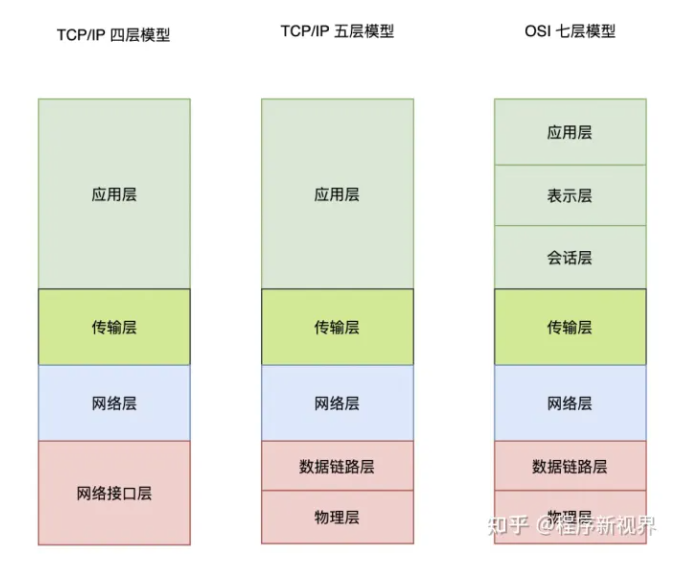 TCP/IP 四层模型
TCP/IP 五层模型
OSI 七层模型
应用层
传输层
网络层
网络接口层
应用层
传输层
网络层
数据链路层
物理层
应用层
表示层
会话层
传输层
网络层
数据链路层
物理层
知乎 @程序新视界